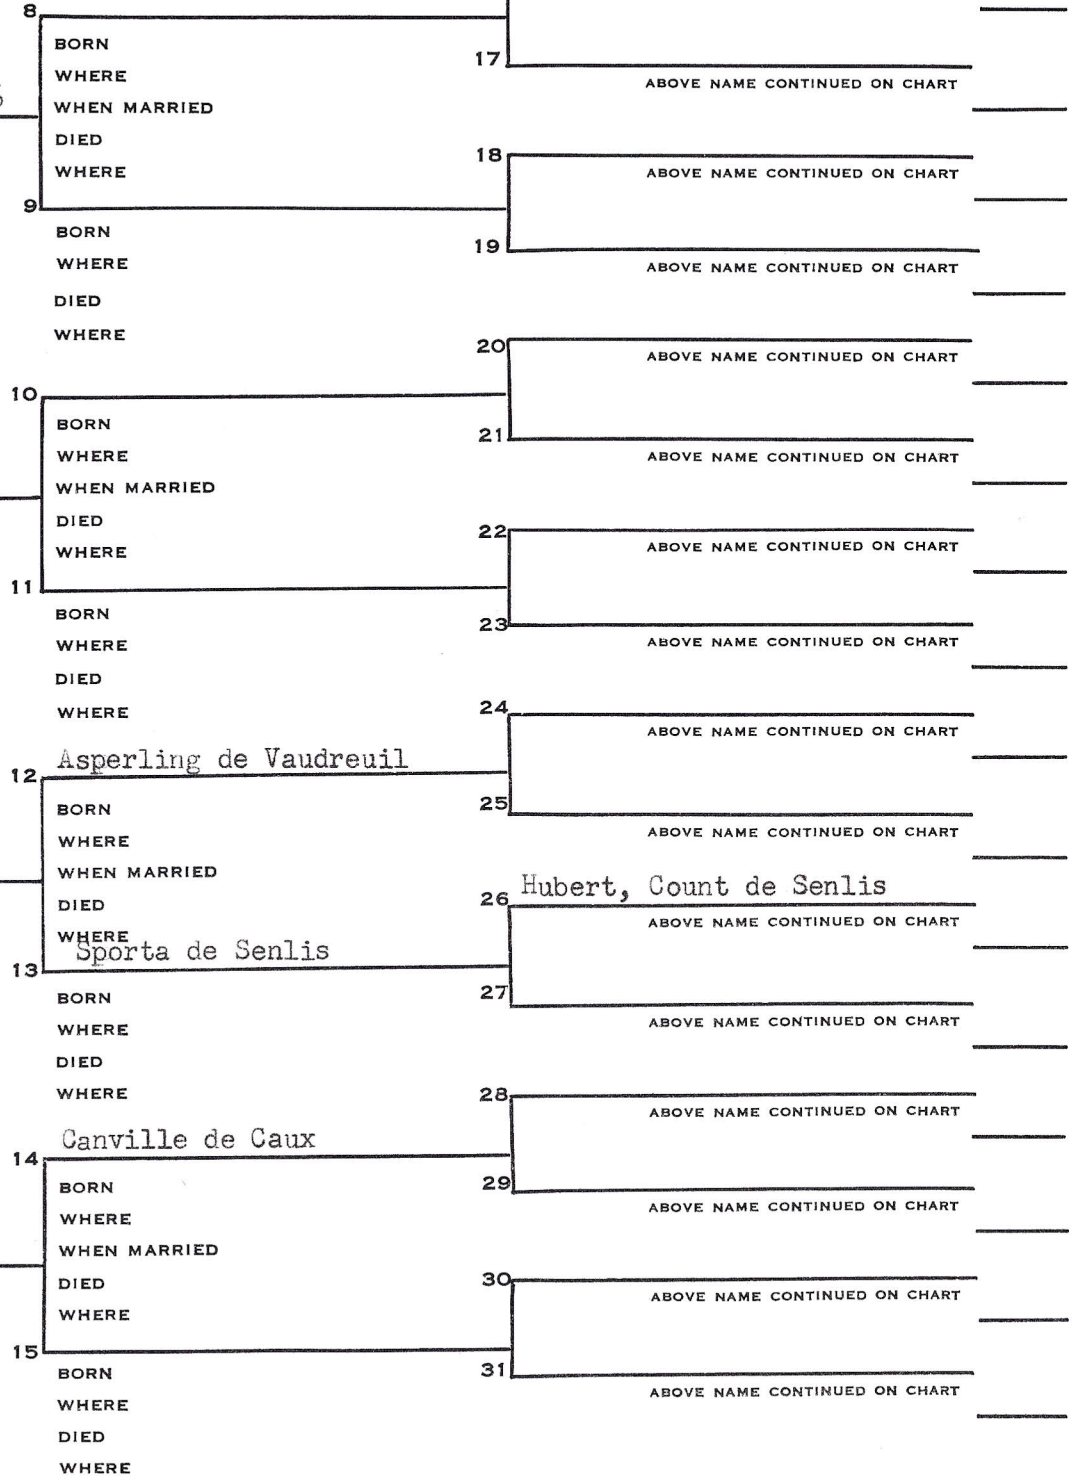 8
BORN
WHERE
WHEN MARRIED
DIED
WHERE
17
ABOVE NAME CONTINUED ON CHART
18
ABOVE NAME CONTINUED ON CHART
9
BORN
WHERE
DIED
WHERE
19
ABOVE NAME CONTINUED ON CHART
20
ABOVE NAME CONTINUED ON CHART
10
BORN
WHERE
WHEN MARRIED
DIED
WHERE
21
ABOVE NAME CONTINUED ON CHART
22
ABOVE NAME CONTINUED ON CHART
11
BORN
WHERE
DIED
WHERE
23
ABOVE NAME CONTINUED ON CHART
24
ABOVE NAME CONTINUED ON CHART
12 Asperling de Vaudreuil
BORN
WHERE
WHEN MARRIED
DIED
WHERE
25
ABOVE NAME CONTINUED ON CHART
26 Hubert, Count de Senlis
ABOVE NAME CONTINUED ON CHART
13 Sporta de Senlis
BORN
WHERE
DIED
WHERE
27
ABOVE NAME CONTINUED ON CHART
28
ABOVE NAME CONTINUED ON CHART
14 Canville de Caux
BORN
WHERE
WHEN MARRIED
DIED
WHERE
29
ABOVE NAME CONTINUED ON CHART
30
ABOVE NAME CONTINUED ON CHART
15
BORN
WHERE
DIED
WHERE
31
ABOVE NAME CONTINUED ON CHART